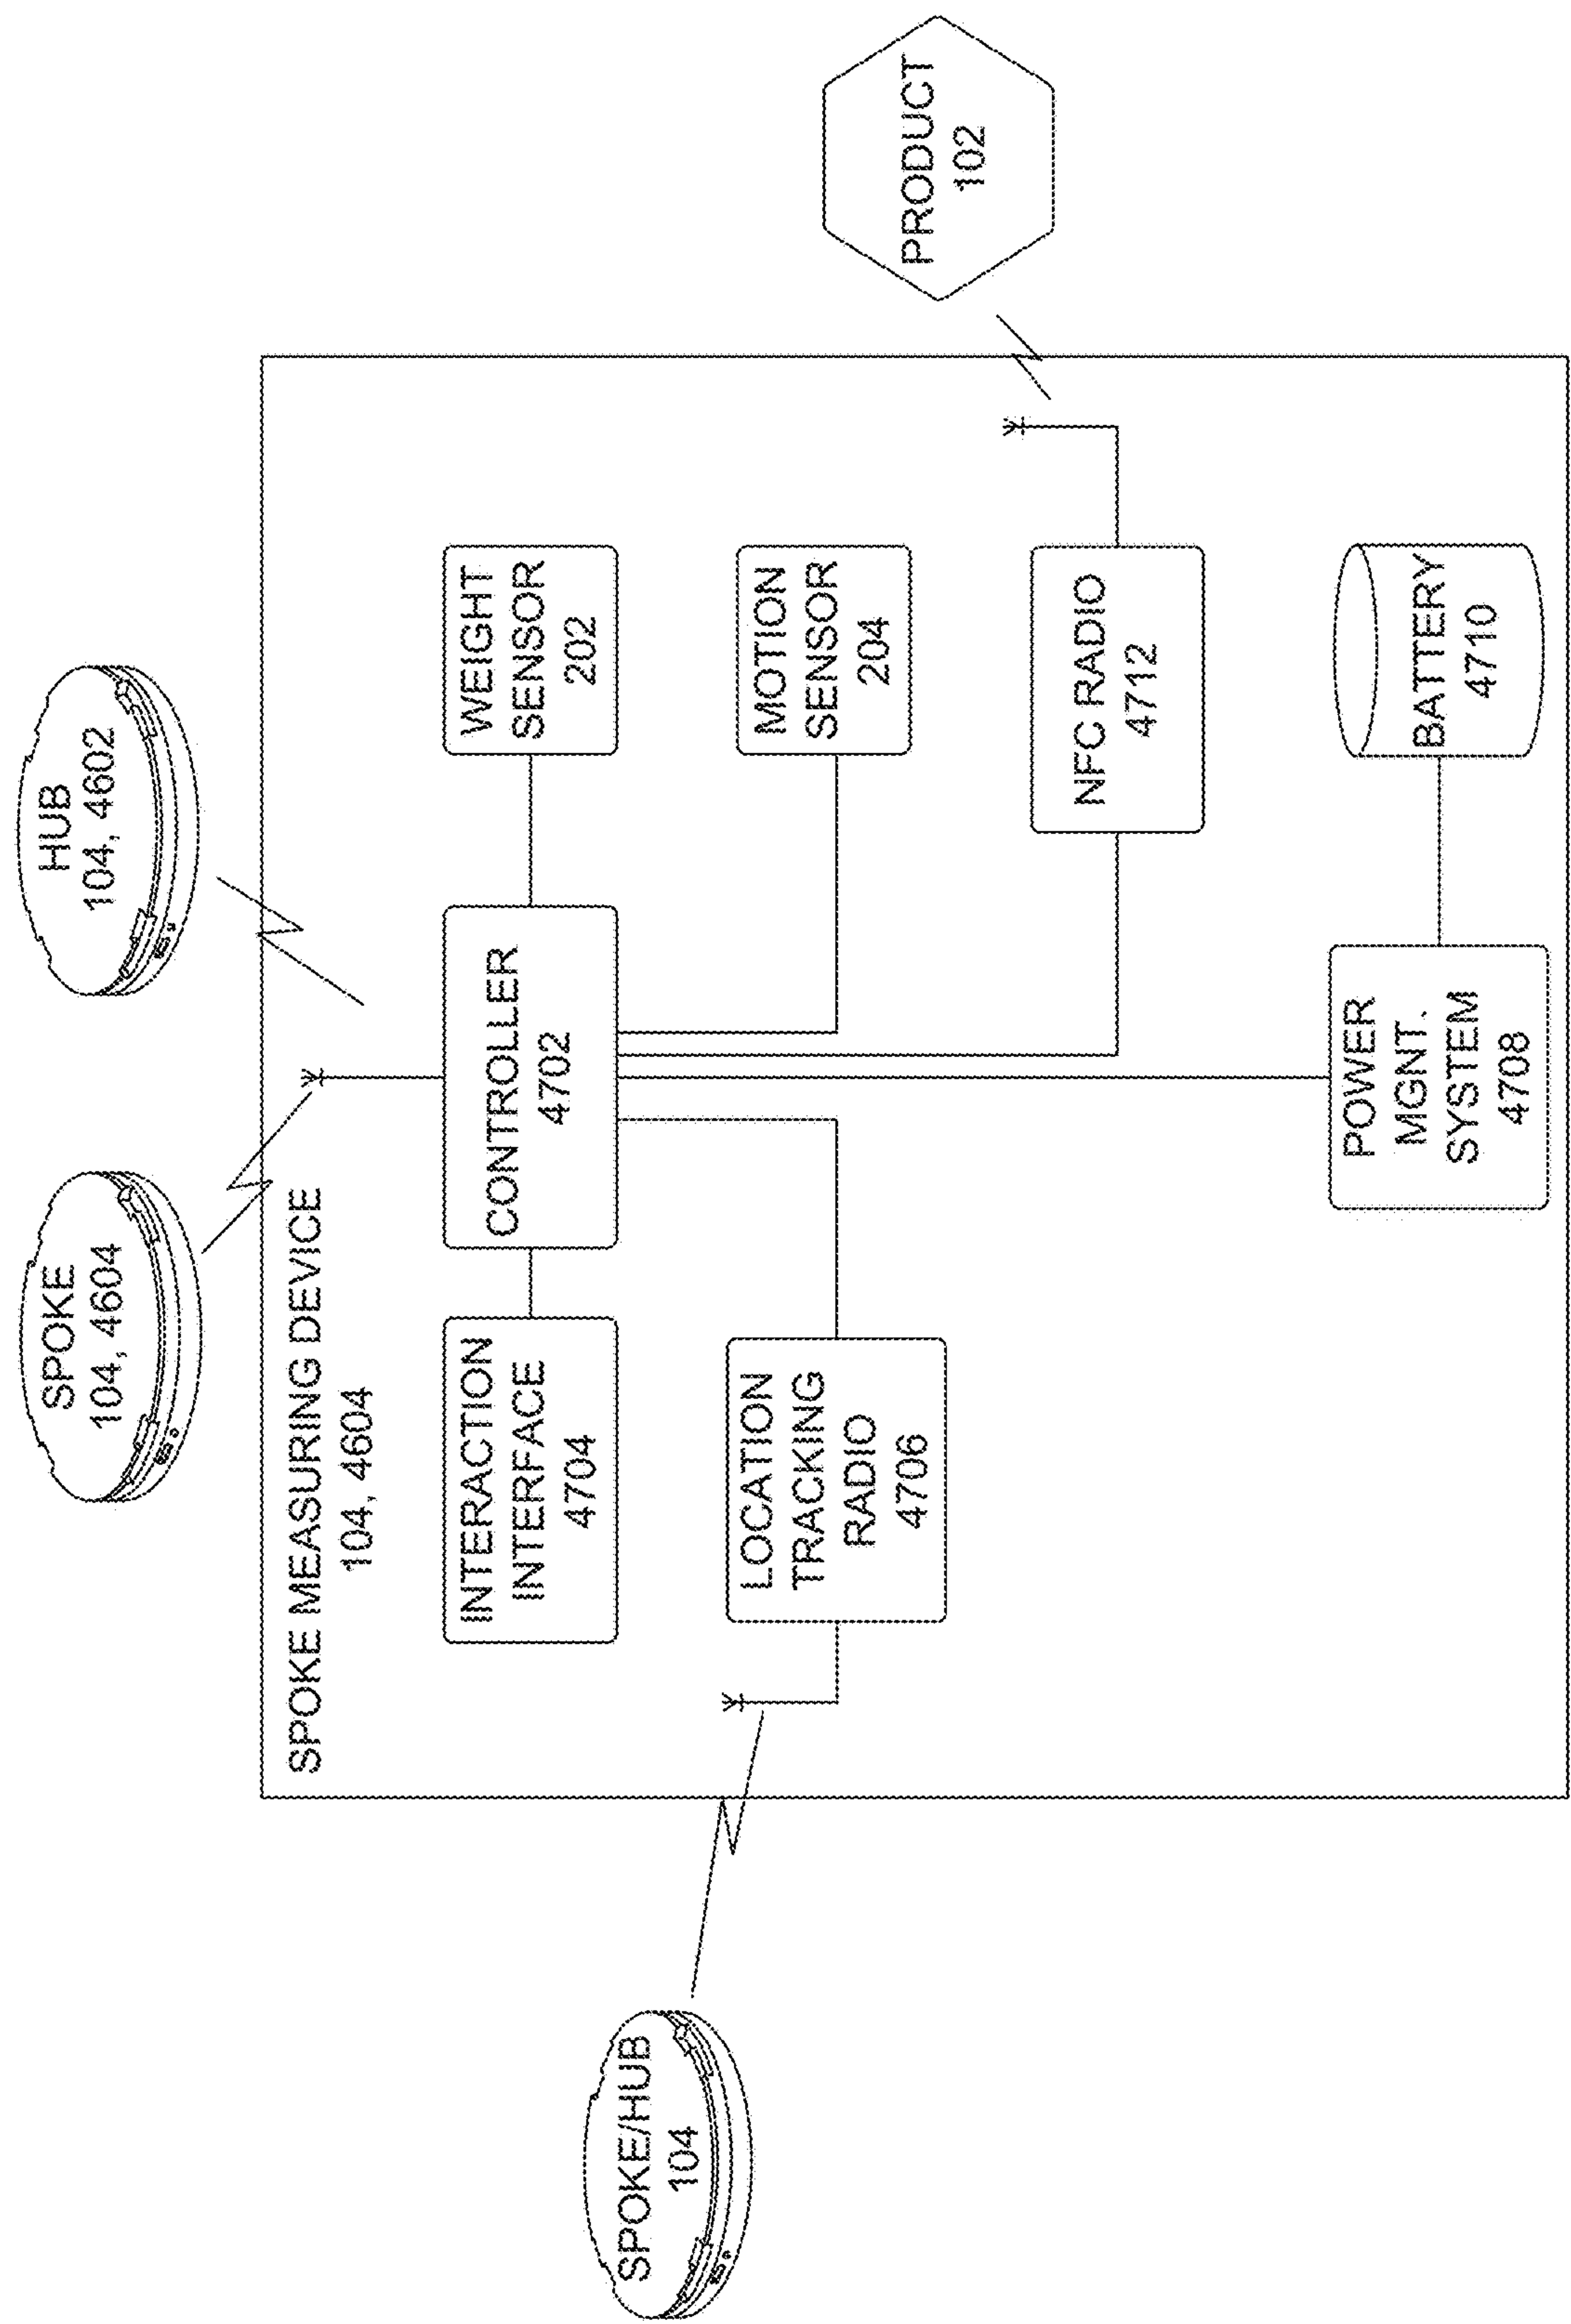 SPOKE
104, 4604
HUB
104, 4602
SPOKE MEASURING DEVICE
104, 4604
INTERACTION
INTERFACE
4704
CONTROLLER
4702
WEIGHT
SENSOR
202
SPOKE/HUB
104
LOCATION
TRACKING
RADIO
4706
MOTION
SENSOR
204
PRODUCT
102
NFC RADIO
4712
POWER
MGNT.
SYSTEM
4708
BATTERY
4710